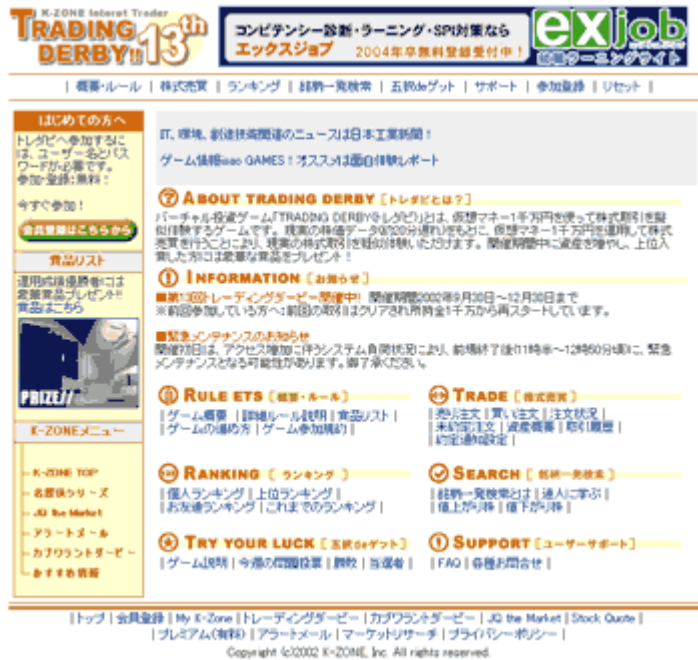 K-ZONE Interet Trader
TRADING DERBY!! 13th
コンピテンシー診断・ラーニング・SPI対策なら
エックスジョブ 2004年卒無料登録受付中！
exjob
就職ラーニングサイト
| 概要・ルール | 株式売買 | ランキング | 銘柄一発検索 | 五択deゲット | サポート | 参加登録 | リセット |
はじめての方へ
トレダビへ参加するに
は、ユーザー名とパス
ワードが必要です。
参加・登録:無料！
今すぐ参加！
会員登録はこちらから
賞品リスト
運用成績優勝者には
豪華賞品プレゼント!!
賞品はこちら
PRIZE//
K-ZONEメニュー
K-ZONE TOP
名探偵シリーズ
JQ the Market
アラートメール
カブワラントダービー
おすすめ情報
IT、環境、創造技術関連のニュースは日本工業新聞！
ゲーム情報 GAMES！オススメは面白体験レポート
ABOUT TRADING DERBY [トレダビとは？]
バーチャル投資ゲーム「TRADING DERBY(トレダビ)」とは、仮想マネー1千万円を使って株式取引を疑
似体験するゲームです。現実の株価データ(約20分遅れ)をもとに、仮想マネー1千万円を運用して株式
売買を行うことにより、現実の株式取引を疑似体験いただけます。開催期間中に資産を増やし、上位入
賞した方には豪華な賞品をプレゼント！
INFORMATION [お知らせ]
■第13回トレーディングダービー開催中!! 開催期間2002年9月30日～12月30日まで
※前回参加している方へ:前回の取引はクリアされ所持金1千万から再スタートしています。
■緊急メンテナンスのお知らせ
開催初日は、アクセス増加に伴うシステム負荷状況により、前場終了後(11時半～12時50分頃)に、緊急
メンテナンスとなる可能性があります。御了承ください。
RULE ETS [概要・ルール]
| ゲーム概要 | 詳細ルール説明 | 賞品リスト |
| ゲームの進め方 | ゲーム参加規約 |
TRADE [株式売買]
| 売り注文 | 買い注文 | 注文状況 |
| 未約定注文 | 資産概要 | 取引履歴 |
| 約定通知設定 |
RANKING [ランキング]
| 個人ランキング | 上位ランキング |
| お友達ランキング | これまでのランキング |
SEARCH [銘柄一発検索]
| 銘柄一発検索とは | 達人に学ぶ |
| 値上がり株 | 値下がり株 |
TRY YOUR LUCK [五択deゲット]
| ゲーム説明 | 今週の問題投票 | 勝敗 | 当選者 |
SUPPORT [ユーザーサポート]
| FAQ | 各種お問合せ |
| トップ | 会員登録 | My K-Zone | トレーディングダービー | カブワラントダービー | JQ the Market | Stock Quote |
| プレミアム(有料) | アラートメール | マーケットリサーチ | プライバシーポリシー |
Copyright (c)2002 K-ZONE, Inc. All rights reserved.